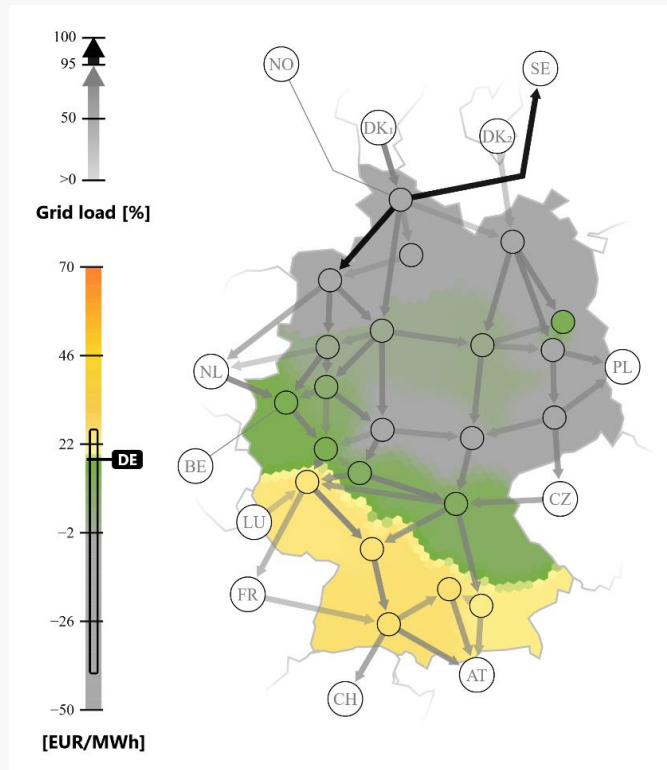 100
95
50
>0
Grid load [%]
NO
SE
DK₁
DK₂
70
46
22
DE
−2
−26
−50
[EUR/MWh]
NL
PL
BE
CZ
LU
FR
AT
CH